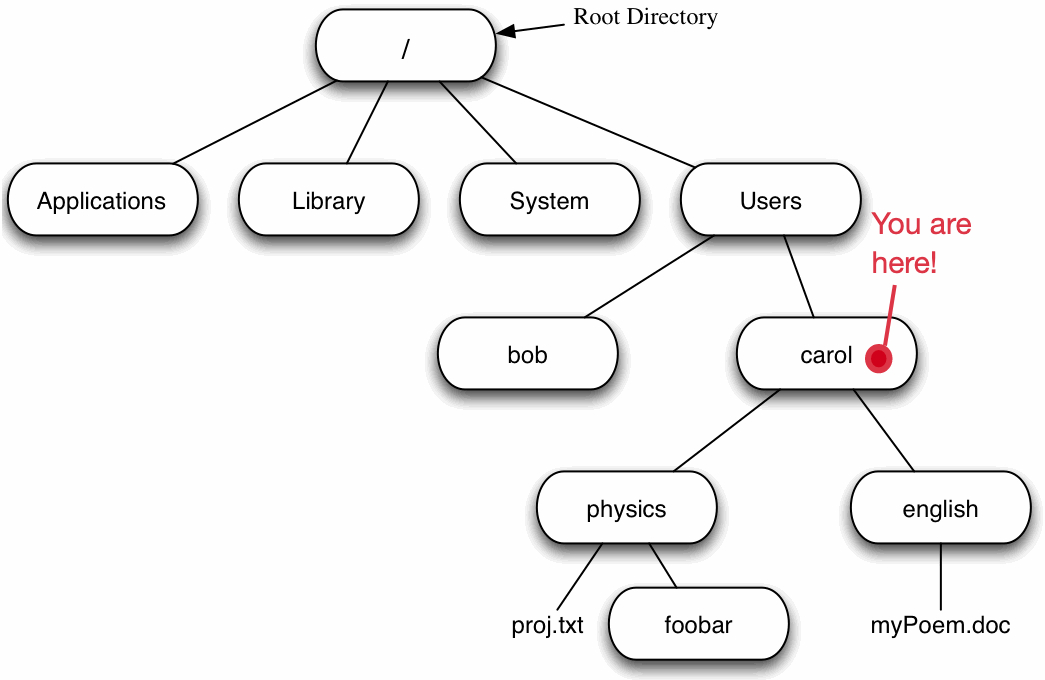 Root Directory
/
Applications
Library
System
Users
You are
here!
bob
carol
physics
english
proj.txt
foobar
myPoem.doc